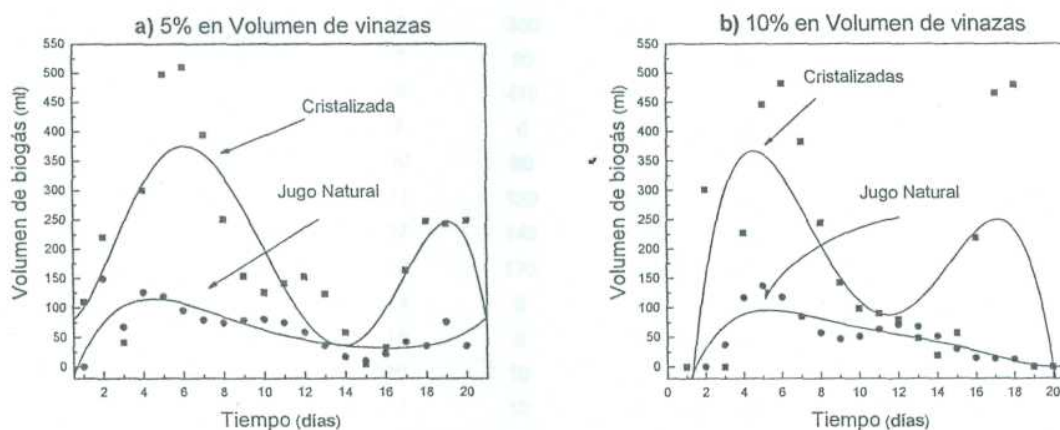 a) 5% en Volumen de vinazas
Volumen de biogás (ml)
550
500
450
400
350
300
250
200
150
100
50
0
Cristalizada
Jugo Natural
2 4 6 8 10 12 14 16 18 20
Tiempo (días)
b) 10% en Volumen de vinazas
Volumen de biogás (ml)
550
500
450
400
350
300
250
200
150
100
50
0
Cristalizadas
Jugo Natural
0 2 4 6 8 10 12 14 16 18 20
Tiempo (días)